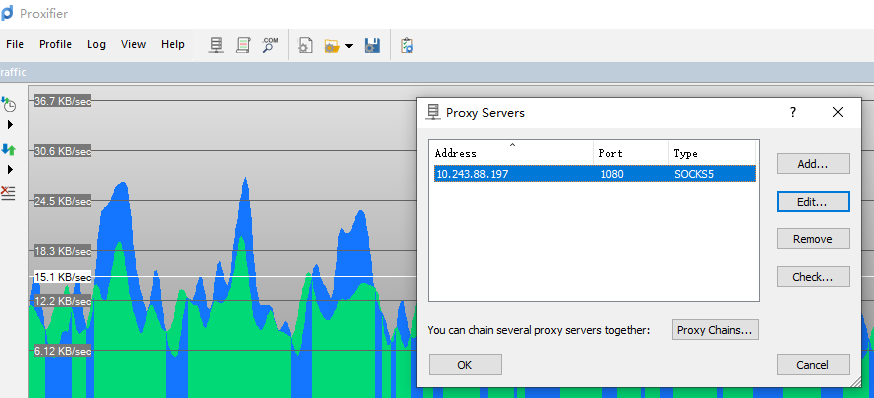 Proxifier
File Profile Log View Help .COM
raffic
36.7 KB/sec
30.6 KB/sec
24.5 KB/sec
18.3 KB/sec
15.1 KB/sec
12.2 KB/sec
6.12 KB/sec
Proxy Servers ?
Address Port Type
10.243.88.197 1080 SOCKS5
Add...
Edit...
Remove
Check...
You can chain several proxy servers together: Proxy Chains...
OK Cancel